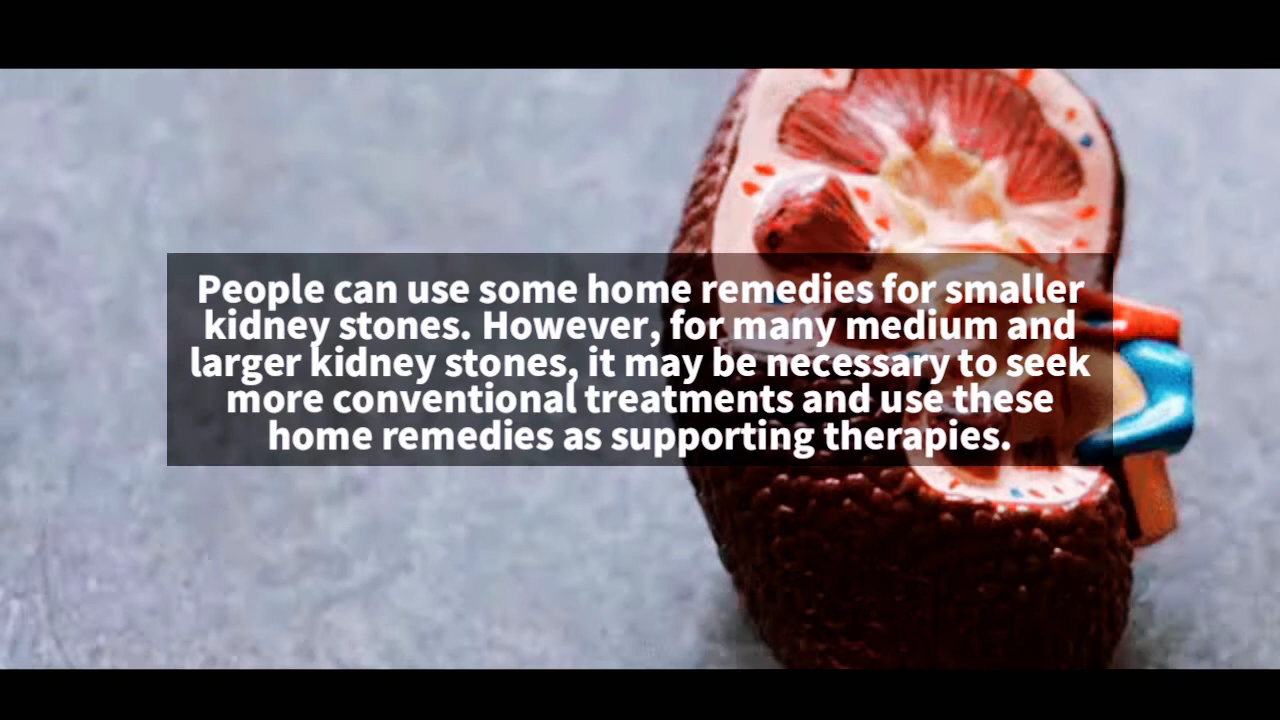 People can use some home remedies for smaller
kidney stones. However, for many medium and
larger kidney stones, it may be necessary to seek
more conventional treatments and use these
home remedies as supporting therapies.